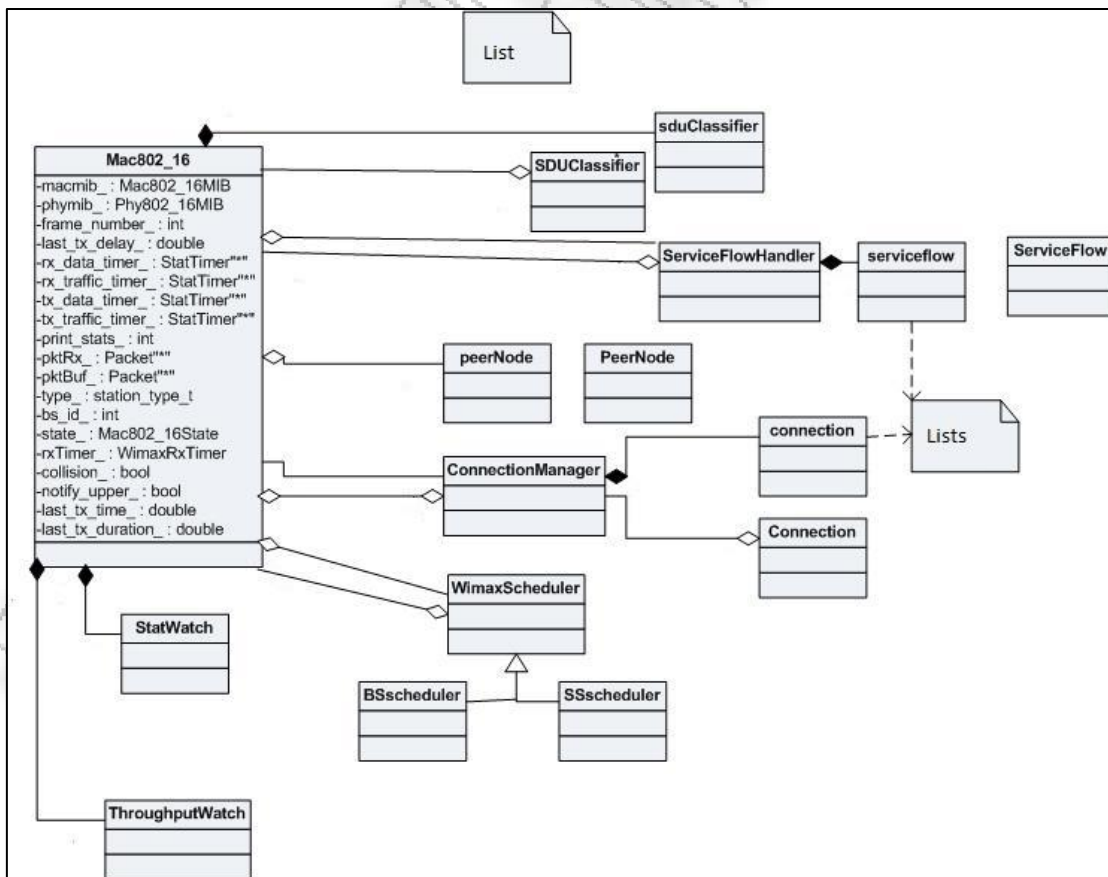 List
sduClassifier
SDUClassifier
Mac802_16
-macmib_ : Mac802_16MIB
-phymib_ : Phy802_16MIB
-frame_number_ : int
-last_tx_delay_ : double
-rx_data_timer_ : StatTimer"*"
-rx_traffic_timer_ : StatTimer"*"
-tx_data_timer_ : StatTimer"*"
-tx_traffic_timer_ : StatTimer"*"
-print_stats_ : int
-pktRx_ : Packet"*"
-pktBuf_ : Packet"*"
-type_ : station_type_t
-bs_id_ : int
-state_ : Mac802_16State
-rxTimer_ : WimaxRxTimer
-collision_ : bool
-notify_upper_ : bool
-last_tx_time_ : double
-last_tx_duration_ : double
ServiceFlowHandler
serviceflow
ServiceFlow
peerNode
PeerNode
connection
Lists
ConnectionManager
Connection
WimaxScheduler
StatWatch
BSscheduler
SSscheduler
ThroughputWatch